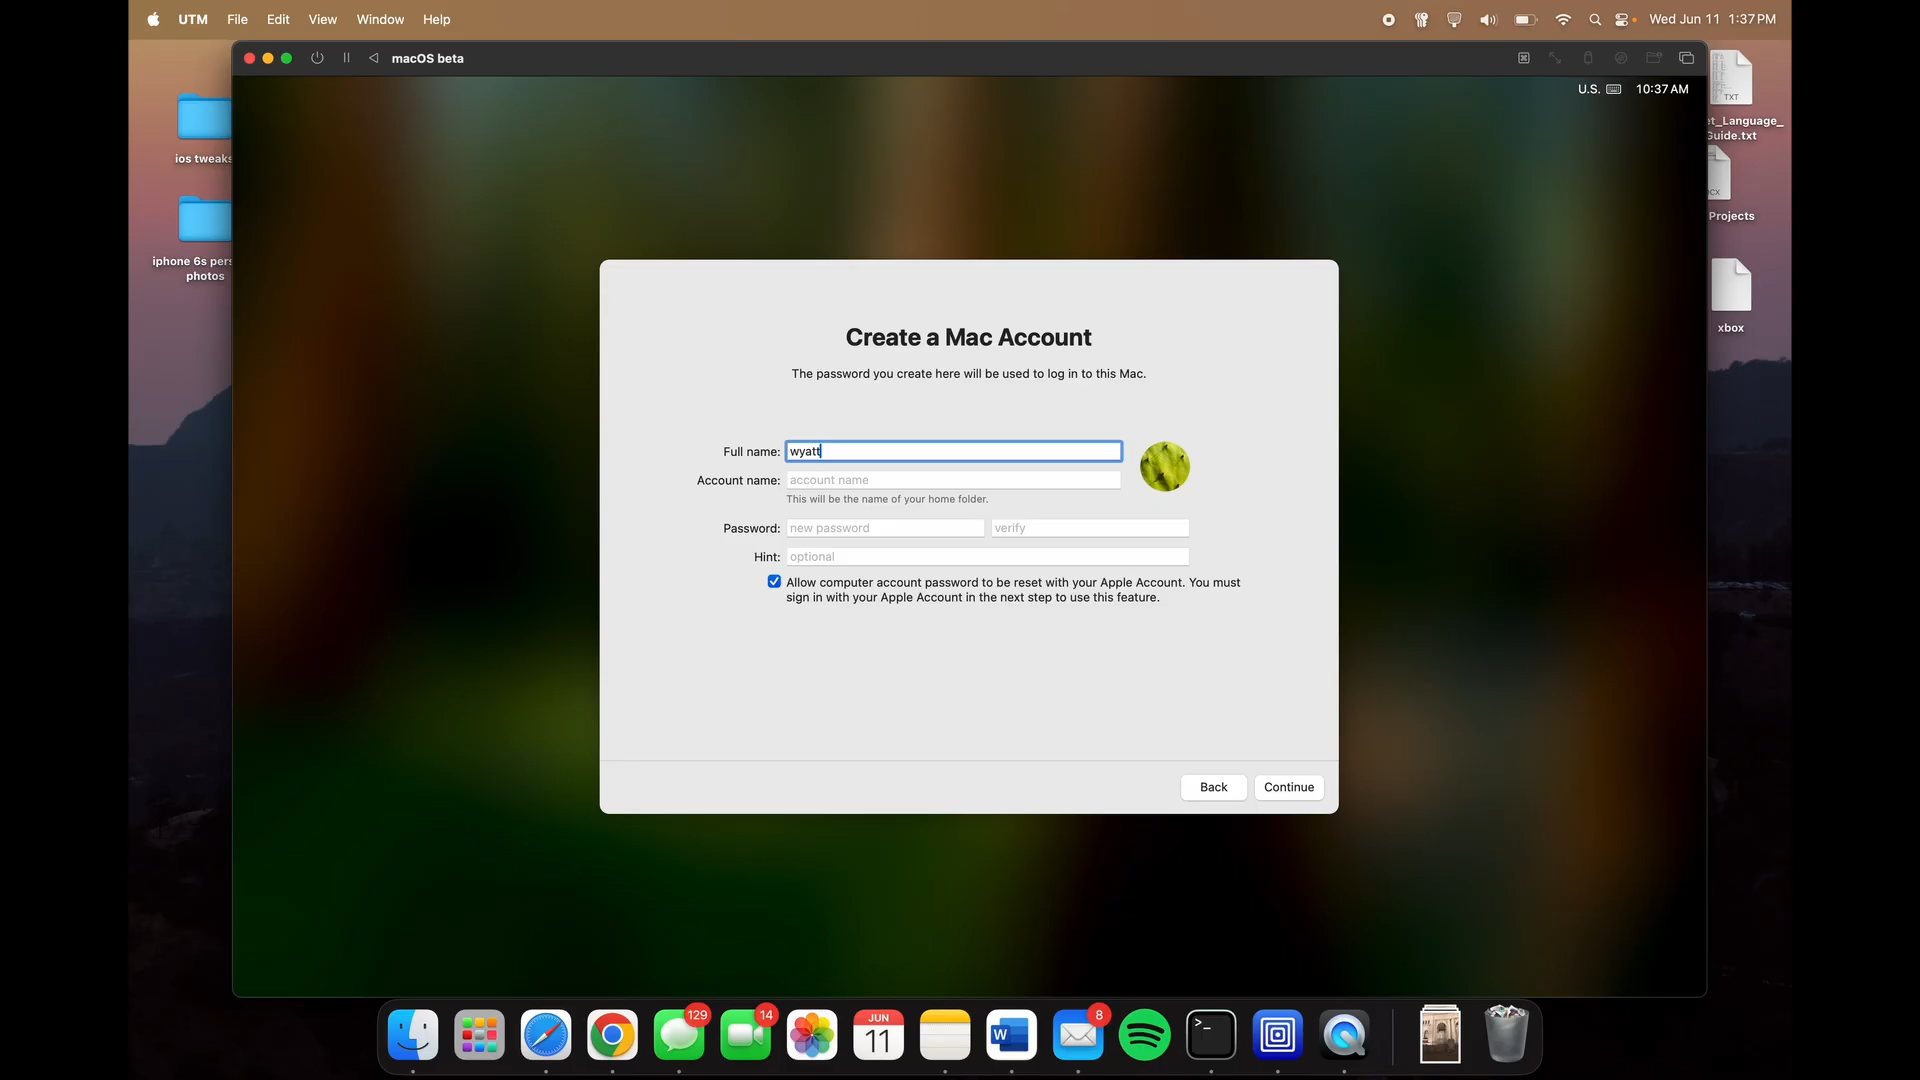 UTM File Edit View Window Help
Wed Jun 11 1:37 PM
macOS beta
U.S. 10:37 AM
ios tweaks
iphone 6s pers
photos
TXT
et_Language_
Guide.txt
CX
Projects
xbox
Create a Mac Account
The password you create here will be used to log in to this Mac.
Full name: wyatt
Account name: account name
This will be the name of your home folder.
Password: new password verify
Hint: optional
Allow computer account password to be reset with your Apple Account. You must
sign in with your Apple Account in the next step to use this feature.
Back Continue
129
14
JUN
11
W
8
>_